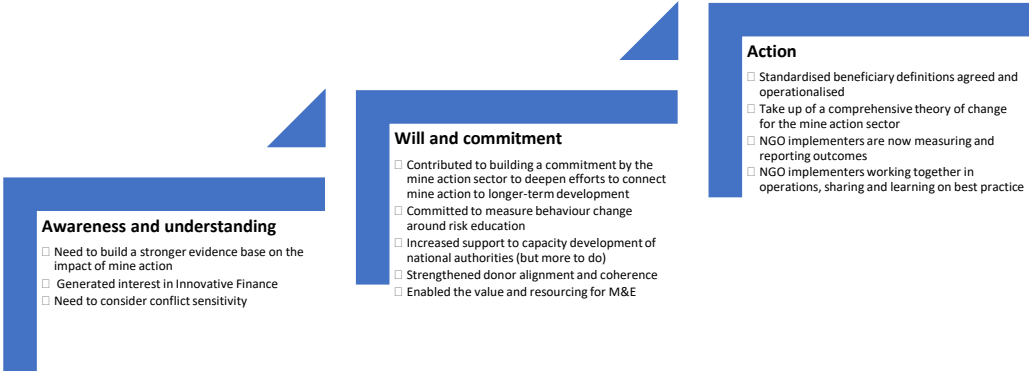 Awareness and understanding
□ Need to build a stronger evidence base on the
impact of mine action
□ Generated interest in Innovative Finance
□ Need to consider conflict sensitivity
Will and commitment
□ Contributed to building a commitment by the
mine action sector to deepen efforts to connect
mine action to longer-term development
□ Committed to measure behaviour change
around risk education
□ Increased support to capacity development of
national authorities (but more to do)
□ Strengthened donor alignment and coherence
□ Enabled the value and resourcing for M&E
Action
□ Standardised beneficiary definitions agreed and
operationalised
□ Take up of a comprehensive theory of change
for the mine action sector
□ NGO implementers are now measuring and
reporting outcomes
□ NGO implementers working together in
operations, sharing and learning on best practice